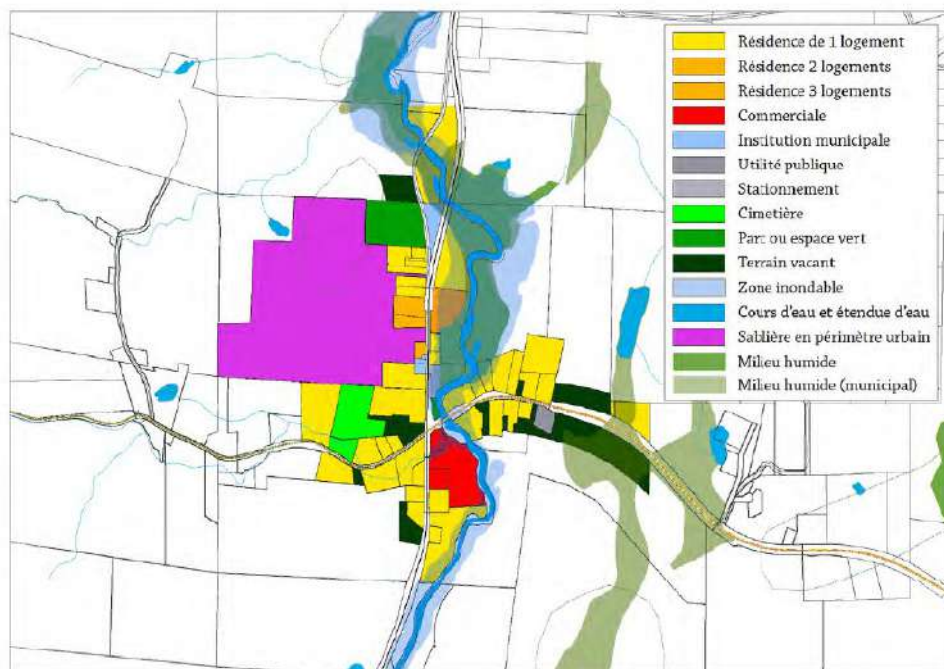 Résidence de 1 logement
Résidence 2 logements
Résidence 3 logements
Commerciale
Institution municipale
Utilité publique
Stationnement
Cimetière
Parc ou espace vert
Terrain vacant
Zone inondable
Cours d'eau et étendue d'eau
Sablière en périmètre urbain
Milieu humide
Milieu humide (municipal)